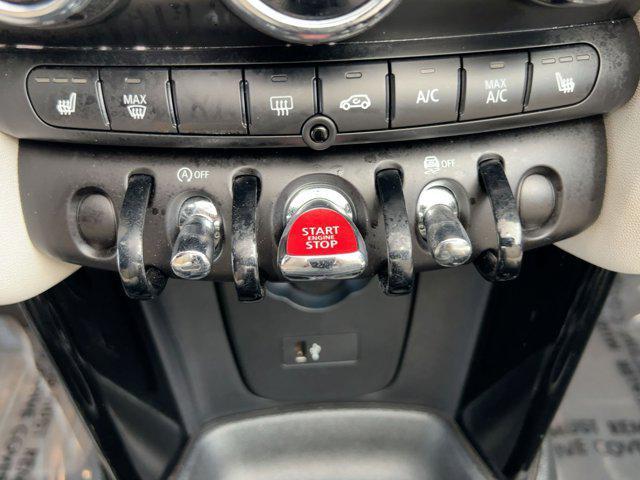 MAX
A/C
MAX
A/C
OFF
OFF
START
ENGINE
STOP